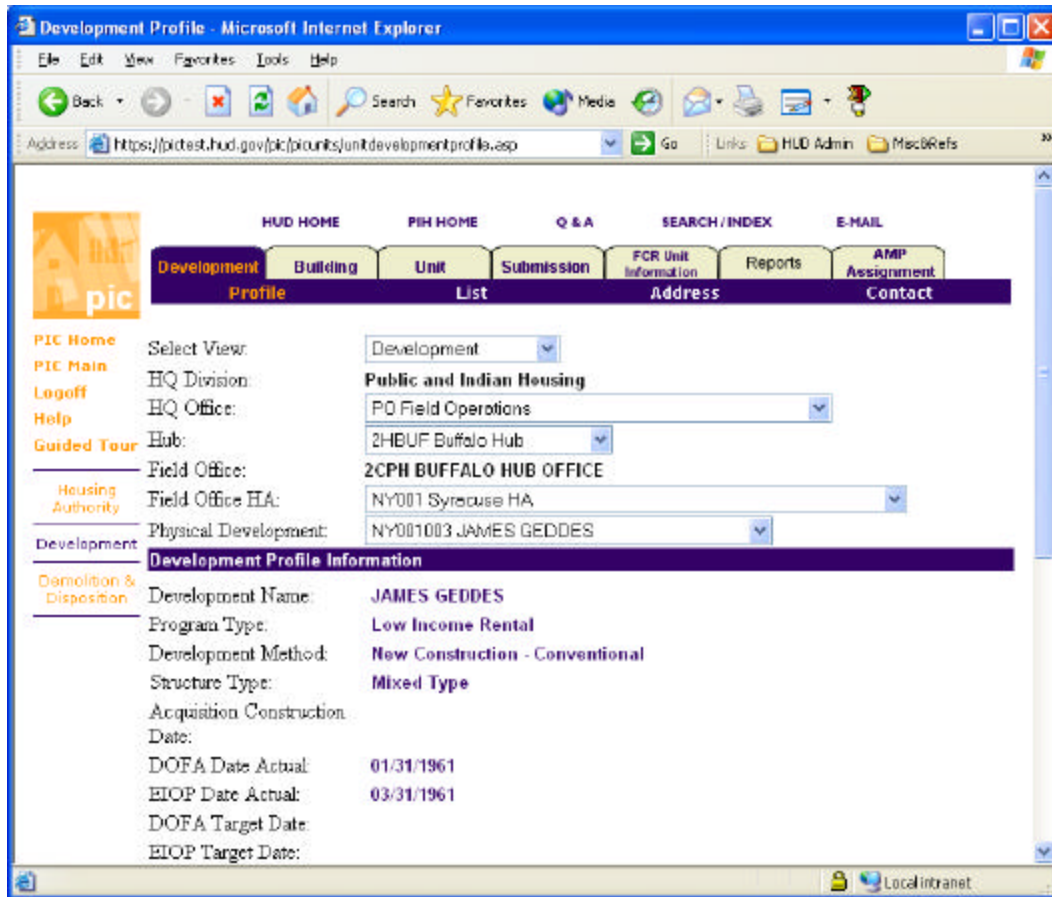 Development Profile - Microsoft Internet Explorer
File Edit View Favorites Tools Help
Back Search Favorites Media
Address https://pictest.hud.gov/pic/picunits/unitdevelopmentprofile.asp Go Links HUD Admin Misc&Refs »
HUD HOME PIH HOME Q & A SEARCH / INDEX E-MAIL
Development Building Unit Submission FCR Unit Information Reports AMP Assignment
pic
Profile List Address Contact
PIC Home
PIC Main
Logoff
Help
Guided Tour
Housing
Authority
Development
Demolition &
Disposition
Select View: Development
HQ Division: Public and Indian Housing
HQ Office: PO Field Operations
Hub: 2HBUF Buffalo Hub
Field Office: 2CPH BUFFALO HUB OFFICE
Field Office HA: NY001 Syracuse HA
Physical Development: NY001003 JAMES GEDDES
Development Profile Information
Development Name: JAMES GEDDES
Program Type: Low Income Rental
Development Method: New Construction - Conventional
Structure Type: Mixed Type
Acquisition Construction
Date:
DOFA Date Actual: 01/31/1961
EIOP Date Actual: 03/31/1961
DOFA Target Date:
EIOP Target Date:
Local intranet